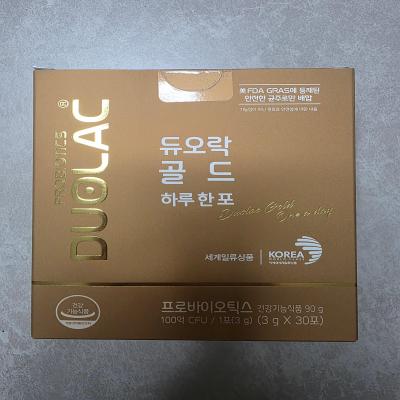 PROBIOTICS
DUOLAC®
美 FDA GRAS에 등재된
안전한 균주로만 배합
듀오락
골드
하루 한 포
Duolac Gold
One a day
세계일류상품
KOREA
건강
기능식품
프로바이오틱스 건강기능식품 90 g
100억 CFU / 1포(3 g) (3 g X 30포)